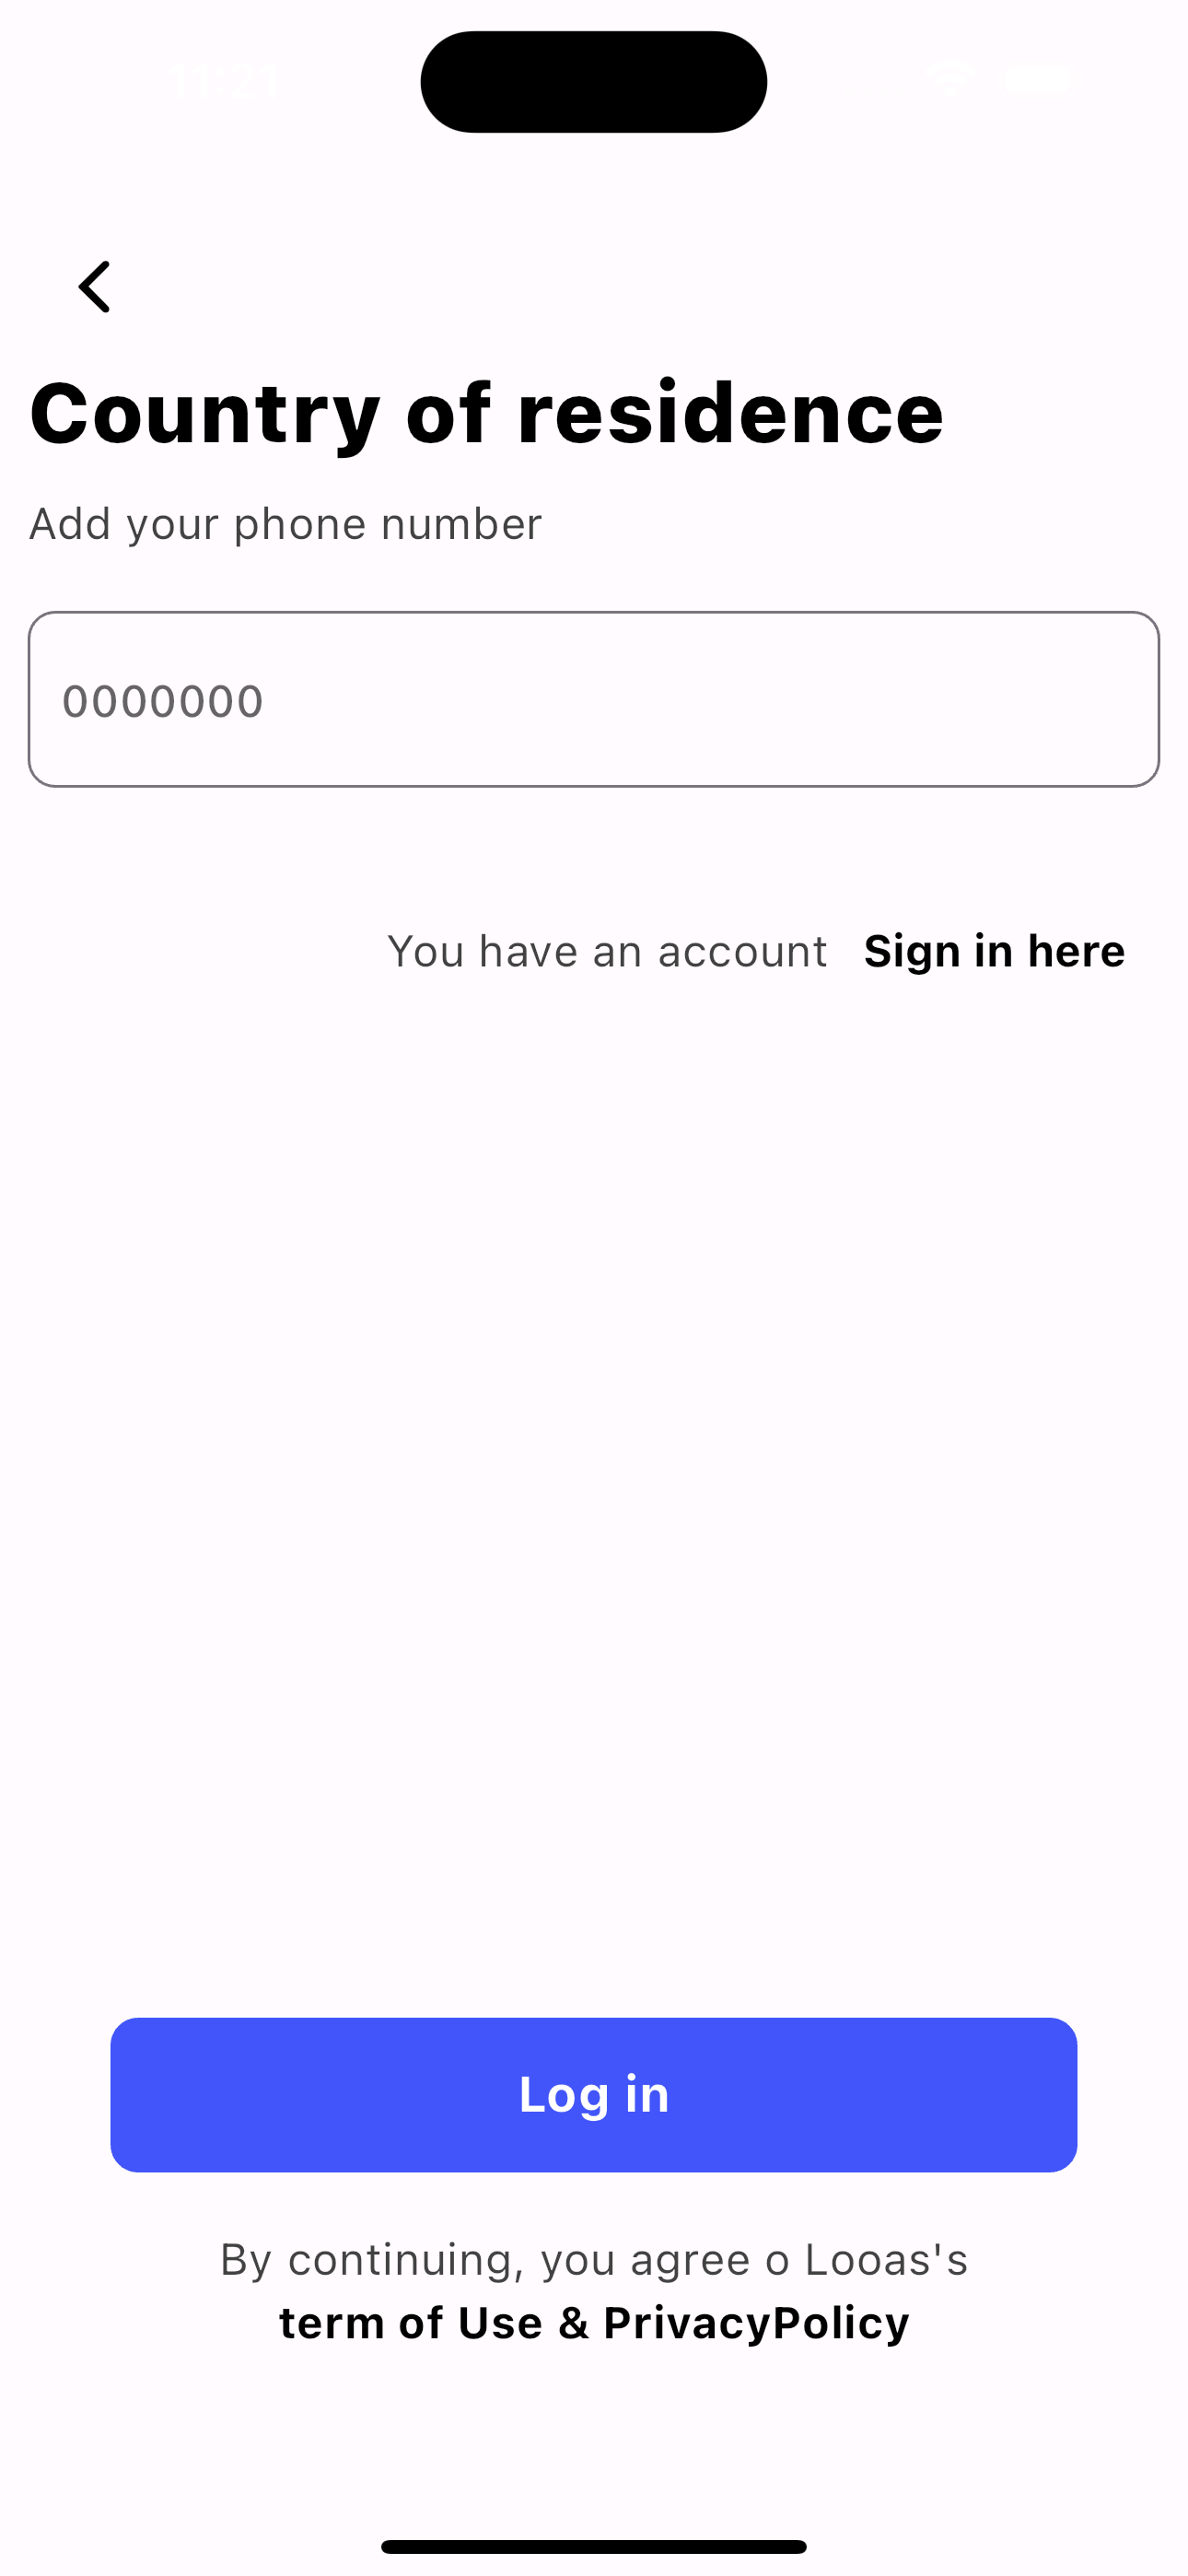 Country of residence
Add your phone number
0000000
You have an account Sign in here
Log in
By continuing, you agree o Looas's
term of Use & PrivacyPolicy